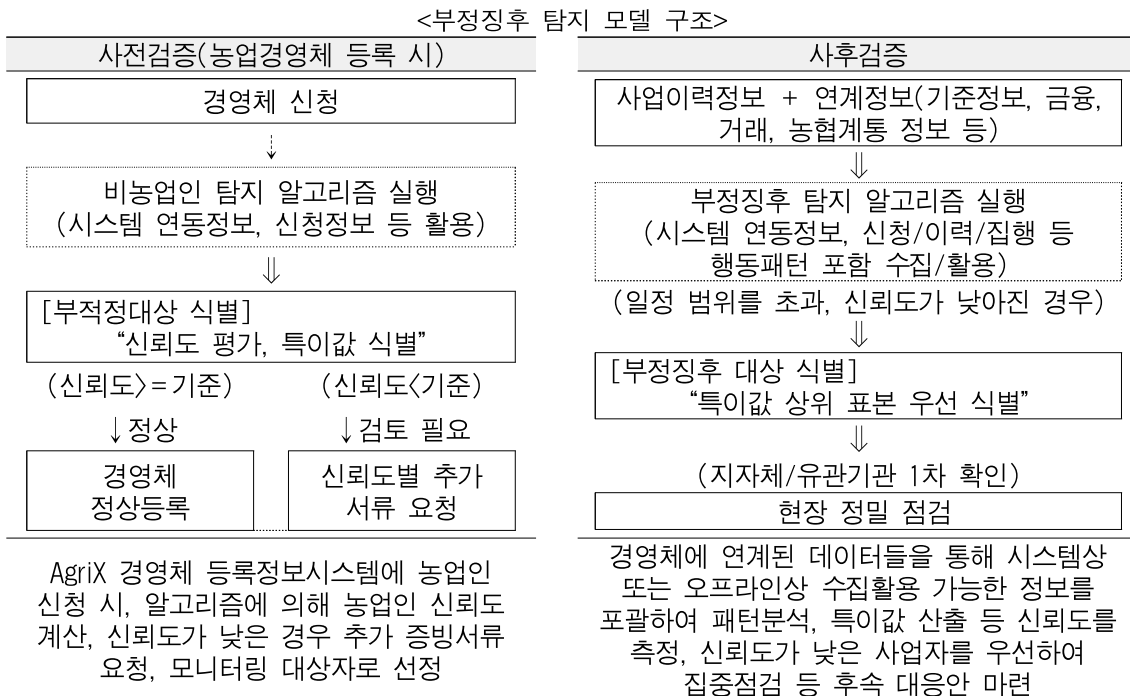 <부정징후 탐지 모델 구조>
사전검증(농업경영체 등록 시)
경영체 신청
비농업인 탐지 알고리즘 실행
(시스템 연동정보, 신청정보 등 활용)
[부적정대상 식별]
“신뢰도 평가, 특이값 식별”
(신뢰도>=기준) (신뢰도<기준)
↓정상 ↓검토 필요
경영체
정상등록
신뢰도별 추가
서류 요청
AgriX 경영체 등록정보시스템에 농업인
신청 시, 알고리즘에 의해 농업인 신뢰도
계산, 신뢰도가 낮은 경우 추가 증빙서류
요청, 모니터링 대상자로 선정
사후검증
사업이력정보 + 연계정보(기준정보, 금융,
거래, 농협계통 정보 등)
부정징후 탐지 알고리즘 실행
(시스템 연동정보, 신청/이력/집행 등
행동패턴 포함 수집/활용)
(일정 범위를 초과, 신뢰도가 낮아진 경우)
[부정징후 대상 식별]
“특이값 상위 표본 우선 식별”
(지자체/유관기관 1차 확인)
현장 정밀 점검
경영체에 연계된 데이터들을 통해 시스템상
또는 오프라인상 수집활용 가능한 정보를
포괄하여 패턴분석, 특이값 산출 등 신뢰도를
측정, 신뢰도가 낮은 사업자를 우선하여
집중점검 등 후속 대응안 마련